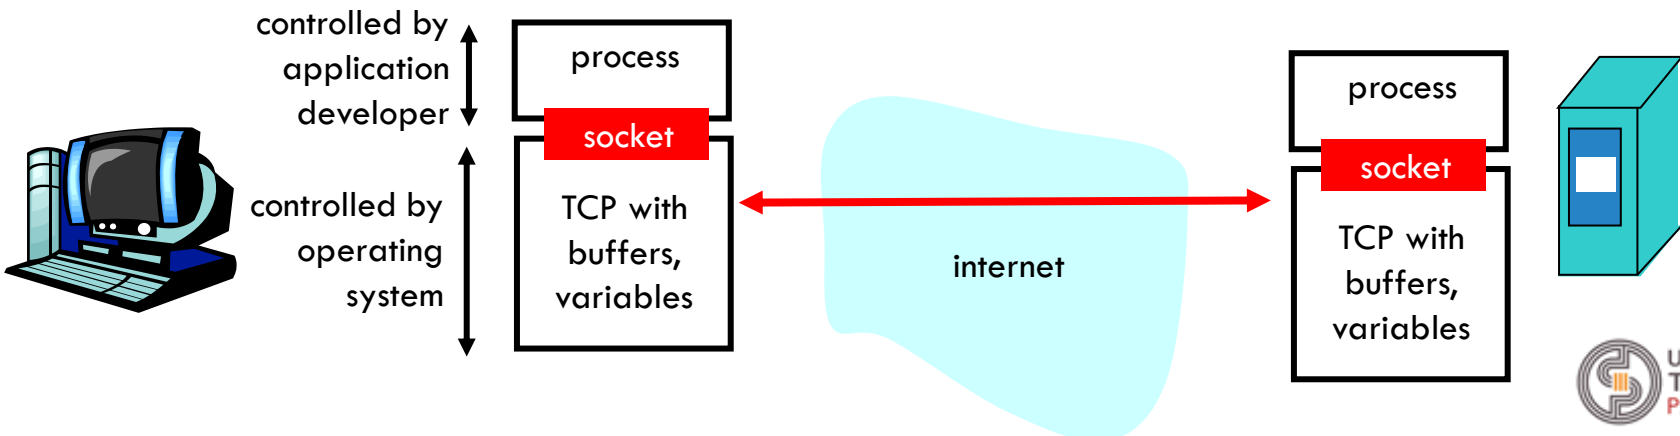 controlled by
application
developer
process
socket
controlled by
operating
system
TCP with
buffers,
variables
internet
process
socket
TCP with
buffers,
variables